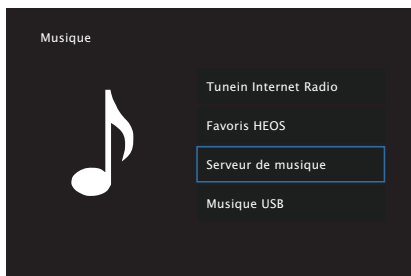 Musique
Tunein Internet Radio
Favoris HEOS
Serveur de musique
Musique USB